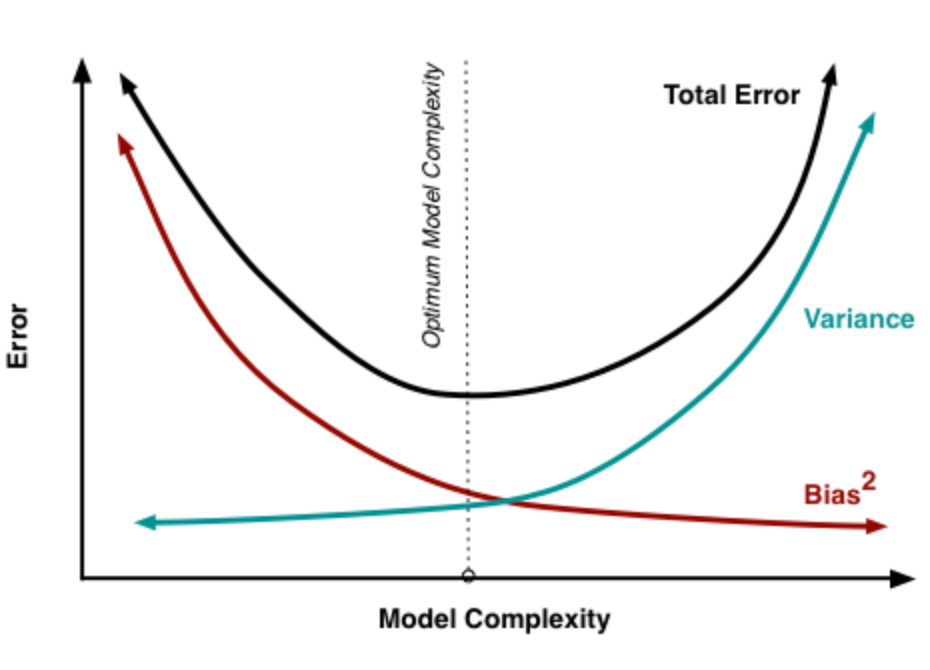 Optimum Model Complexity
Total Error
Variance
Bias²
Error
Model Complexity